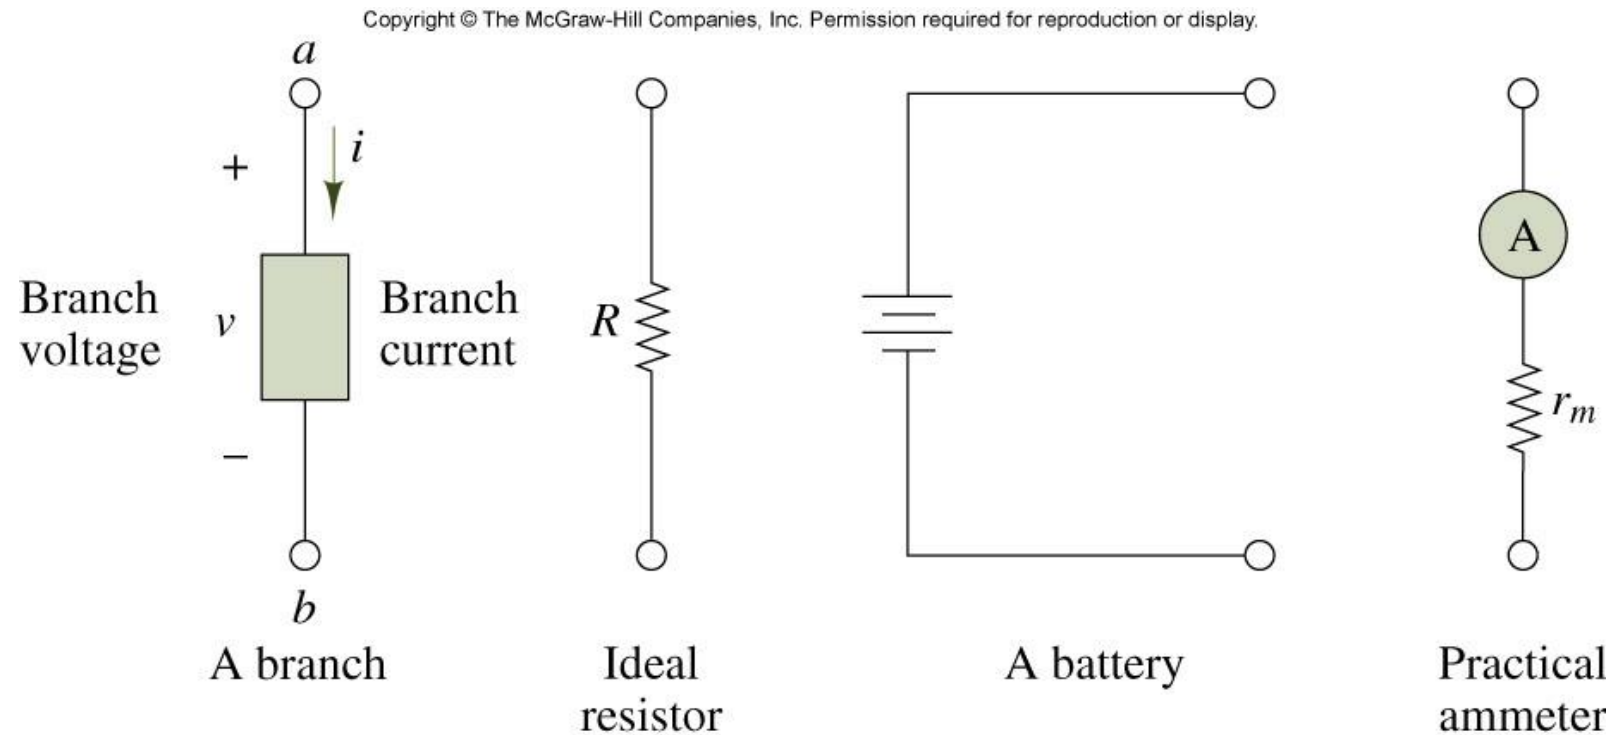 Copyright © The McGraw-Hill Companies, Inc. Permission required for reproduction or display.
a
+
i
Branch
voltage
v
Branch
current
−
b
A branch
R
Ideal
resistor
A battery
A
rm
Practical
ammeter